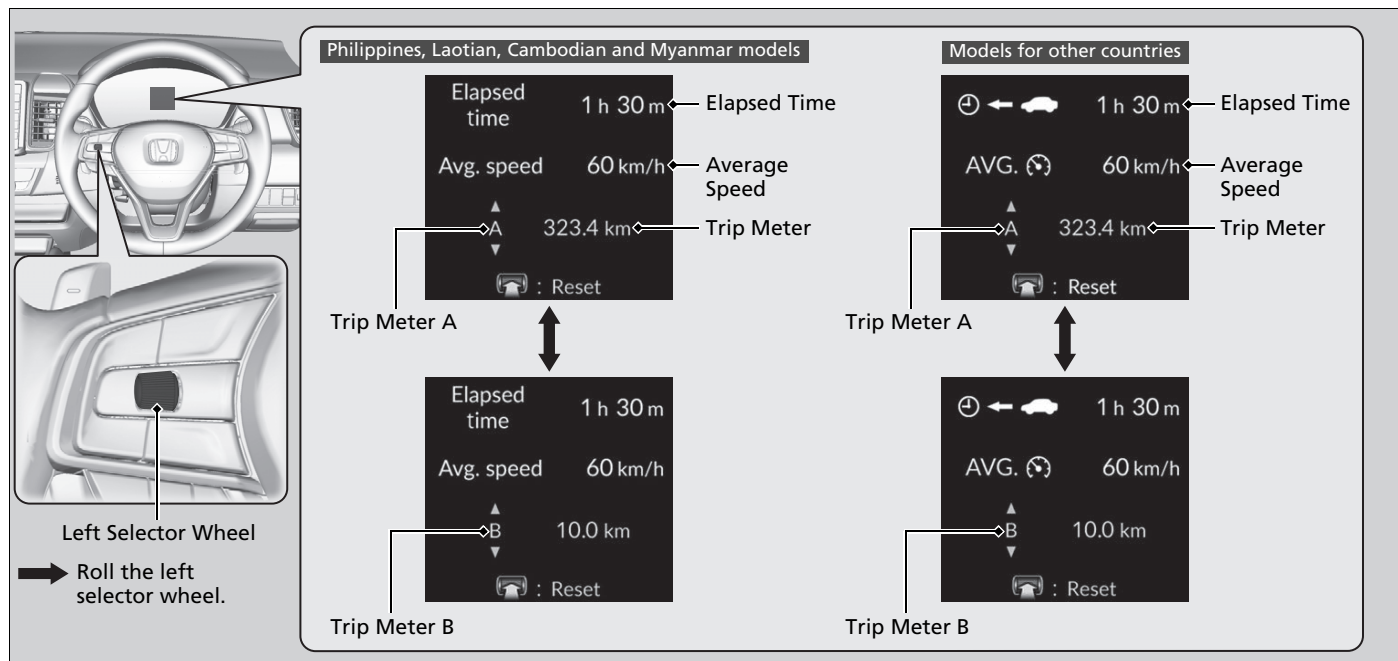 Philippines, Laotian, Cambodian and Myanmar models
Elapsed
time
1 h 30 m
Elapsed Time
Avg. speed
60 km/h
Average
Speed
A
323.4 km
Trip Meter
: Reset
Trip Meter A
Elapsed
time
1 h 30 m
Avg. speed
60 km/h
B
10.0 km
: Reset
Trip Meter B
Models for other countries
1 h 30 m
Elapsed Time
AVG.
60 km/h
Average
Speed
A
323.4 km
Trip Meter
: Reset
Trip Meter A
1 h 30 m
AVG.
60 km/h
B
10.0 km
: Reset
Trip Meter B
Left Selector Wheel
Roll the left
selector wheel.